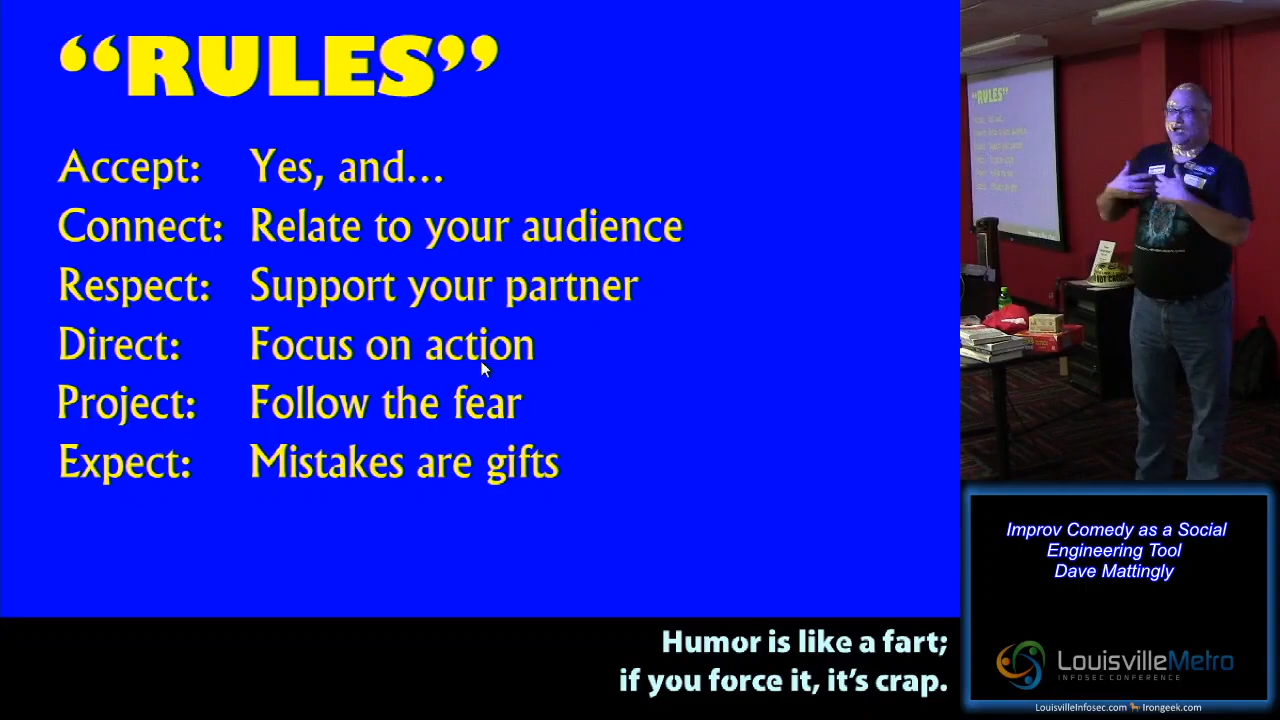 “RULES”
Accept: Yes, and...
Connect: Relate to your audience
Respect: Support your partner
Direct: Focus on action
Project: Follow the fear
Expect: Mistakes are gifts
Humor is like a fart;
if you force it, it’s crap.
“RULES”
Improv Comedy as a Social
Engineering Tool
Dave Mattingly
LouisvilleMetro
INFOSEC CONFERENCE
LouisvilleInfosec.com Irongeek.com